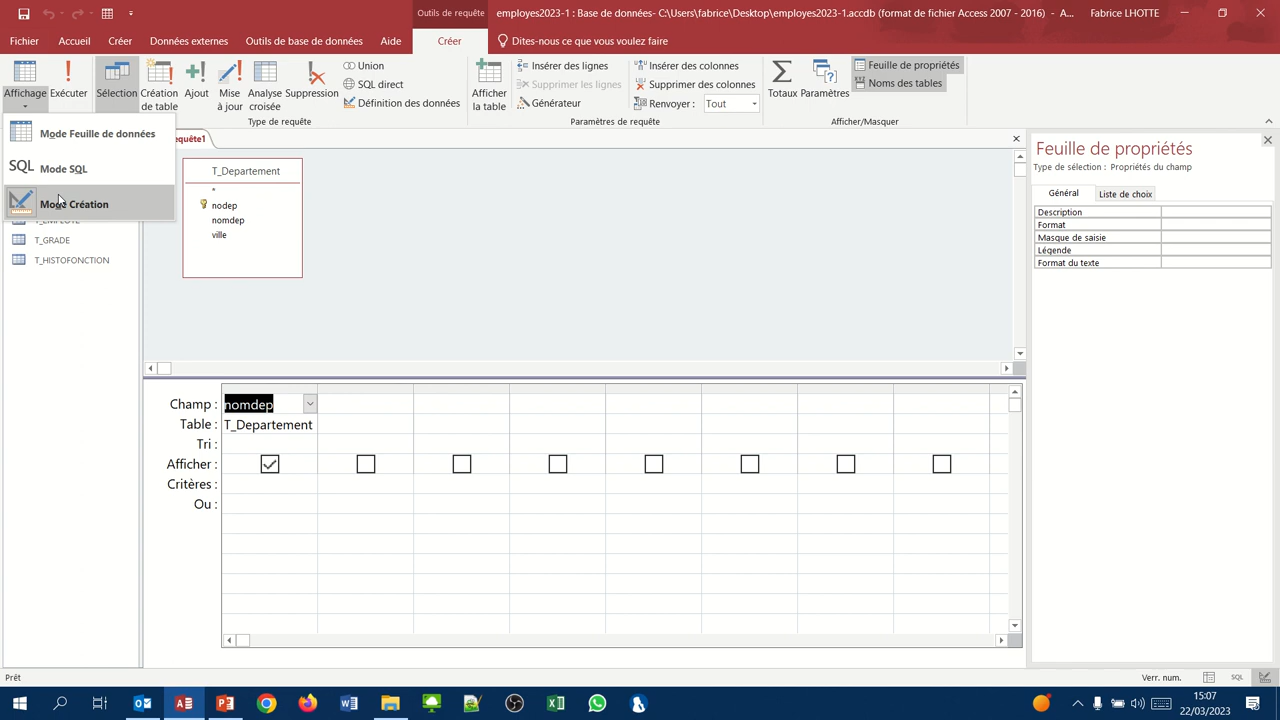 Outils de requête
employes2023-1 : Base de données- C:\Users\fabrice\Desktop\employes2023-1.accdb (format de fichier Access 2007 - 2016) - A...
Fabrice LHOTTE
Fichier Accueil Créer Données externes Outils de base de données Aide Créer Dites-nous ce que vous voulez faire
Affichage Exécuter Sélection Création de table Ajout Mise à jour Analyse croisée Suppression
Union
SQL direct
Définition des données
Type de requête
Afficher la table
Insérer des lignes
Supprimer les lignes
Générateur
Insérer des colonnes
Supprimer des colonnes
Renvoyer : Tout
Paramètres de requête
Totaux Paramètres
Feuille de propriétés
Noms des tables
Afficher/Masquer
Mode Feuille de données
SQL Mode SQL
Mode Création
T_GRADE
T_HISTOFONCTION
equête1
T_Departement
*
nodep
nomdep
ville
Champ : nomdep
Table : T_Departement
Tri :
Afficher :
Critères :
Ou :
Feuille de propriétés
Type de sélection : Propriétés du champ
Général Liste de choix
Description
Format
Masque de saisie
Légende
Format du texte
Prêt
Verr. num.
SQL
15:07
22/03/2023